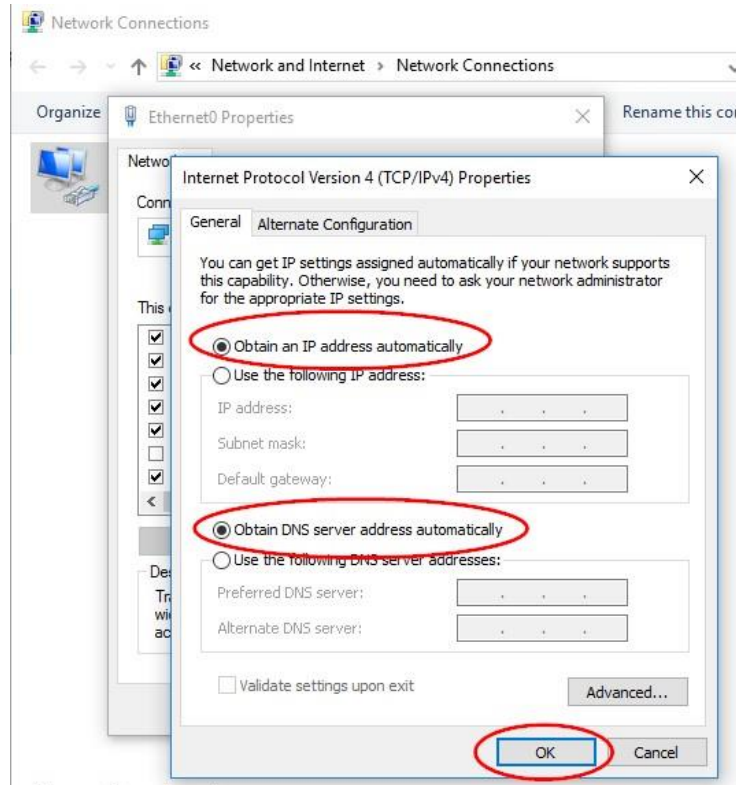 Network Connections
« Network and Internet › Network Connections
Organize
Rename this
Ethernet0 Properties
Internet Protocol Version 4 (TCP/IPv4) Properties
General
Alternate Configuration
You can get IP settings assigned automatically if your network supports
this capability. Otherwise, you need to ask your network administrator
for the appropriate IP settings.
This
Obtain an IP address automatically
Use the following IP address:
IP address:
Subnet mask:
Default gateway:
Obtain DNS server address automatically
Use the following DNS server addresses:
Preferred DNS server:
Alternate DNS server:
Validate settings upon exit
Advanced...
OK
Cancel